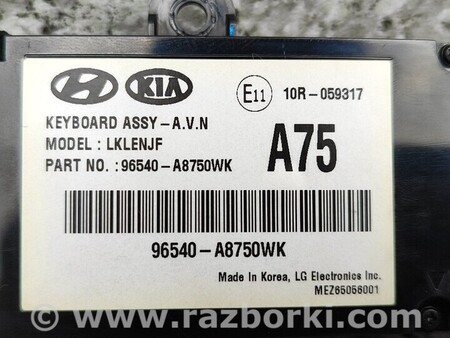 KIA
E11 10R-059317
KEYBOARD ASSY-A.V.N
MODEL : LKLENJF
PART NO. :96540-A8750WK
A75
96540-A8750WK
Made in Korea, LG Electronics Inc.
MEZ65056001
www.razborki.com